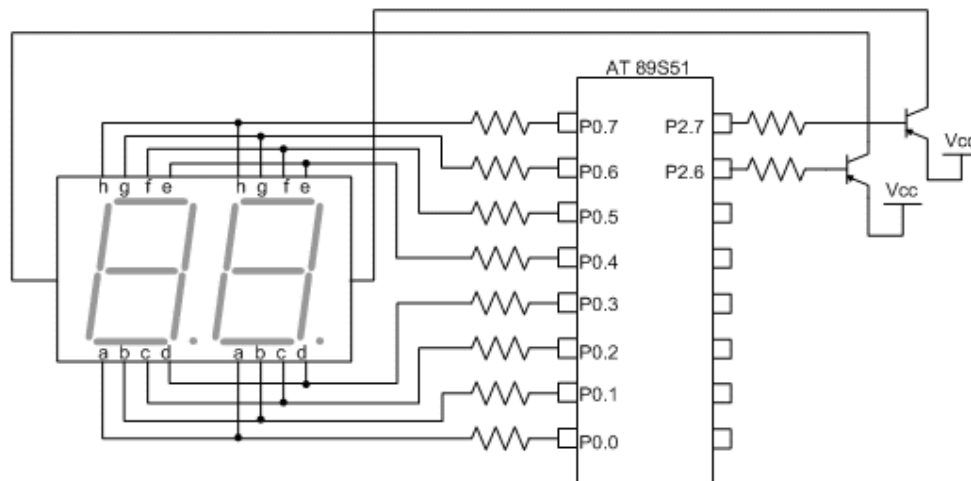 AT 89S51
P0.7 P2.7
Vcc
P0.6 P2.6
h g f e h g f e
Vcc
P0.5
P0.4
P0.3
a b c d a b c d
P0.2
P0.1
P0.0